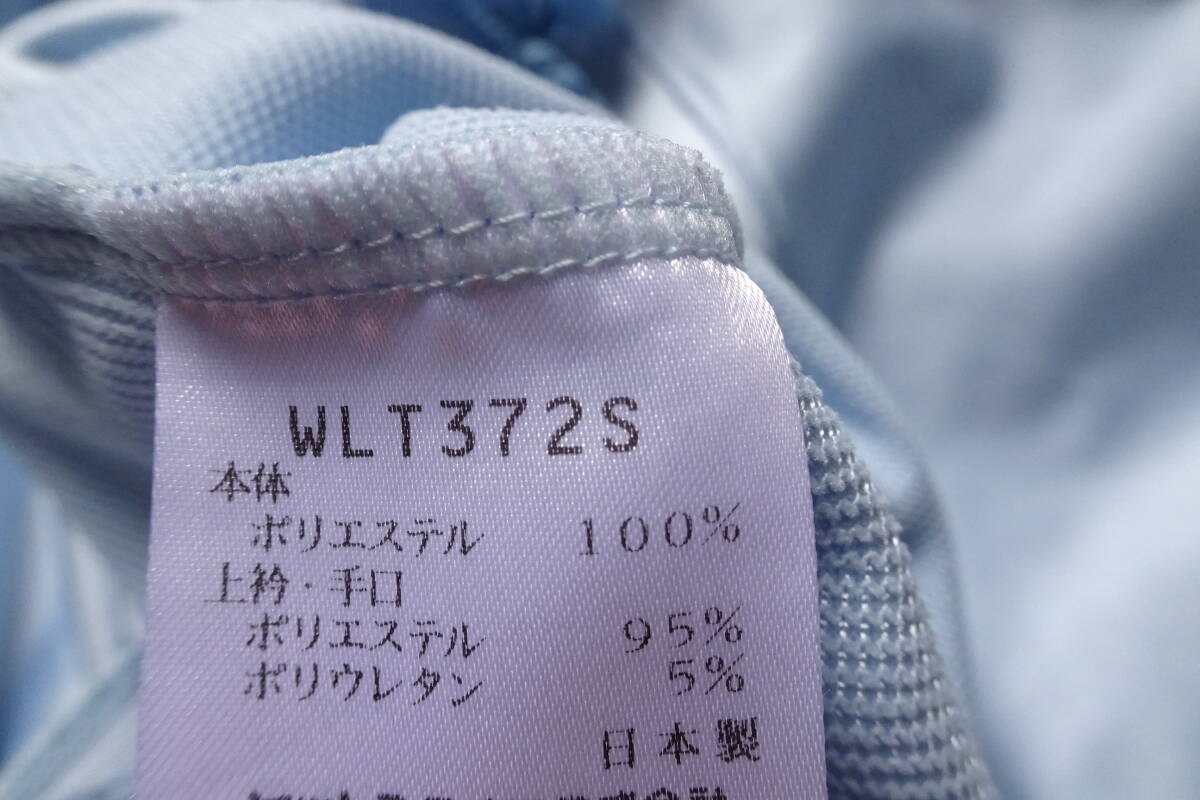 WLT372S
本体
ポリエステル 100%
上衿・手口
ポリエステル 95%
ポリウレタン 5%
日本製